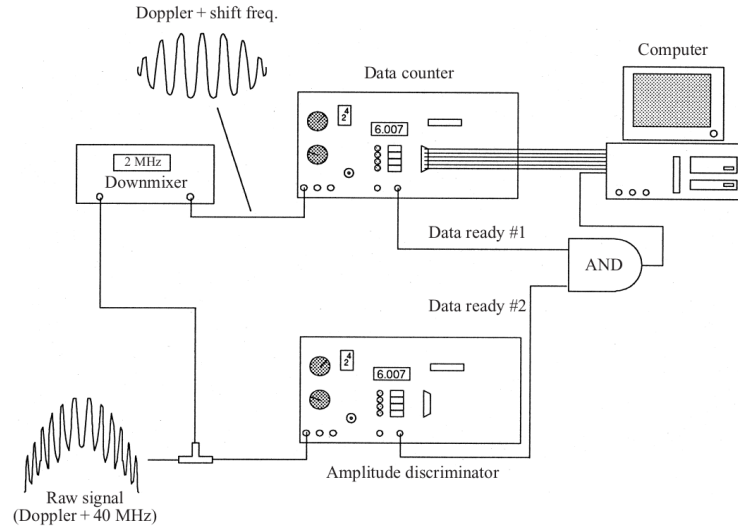 Doppler + shift freq.
Computer
Data counter
4
2
6.007
2 MHz
Downmixer
Data ready #1
AND
Data ready #2
4
2
6.007
Amplitude discriminator
Raw signal
(Doppler + 40 MHz)